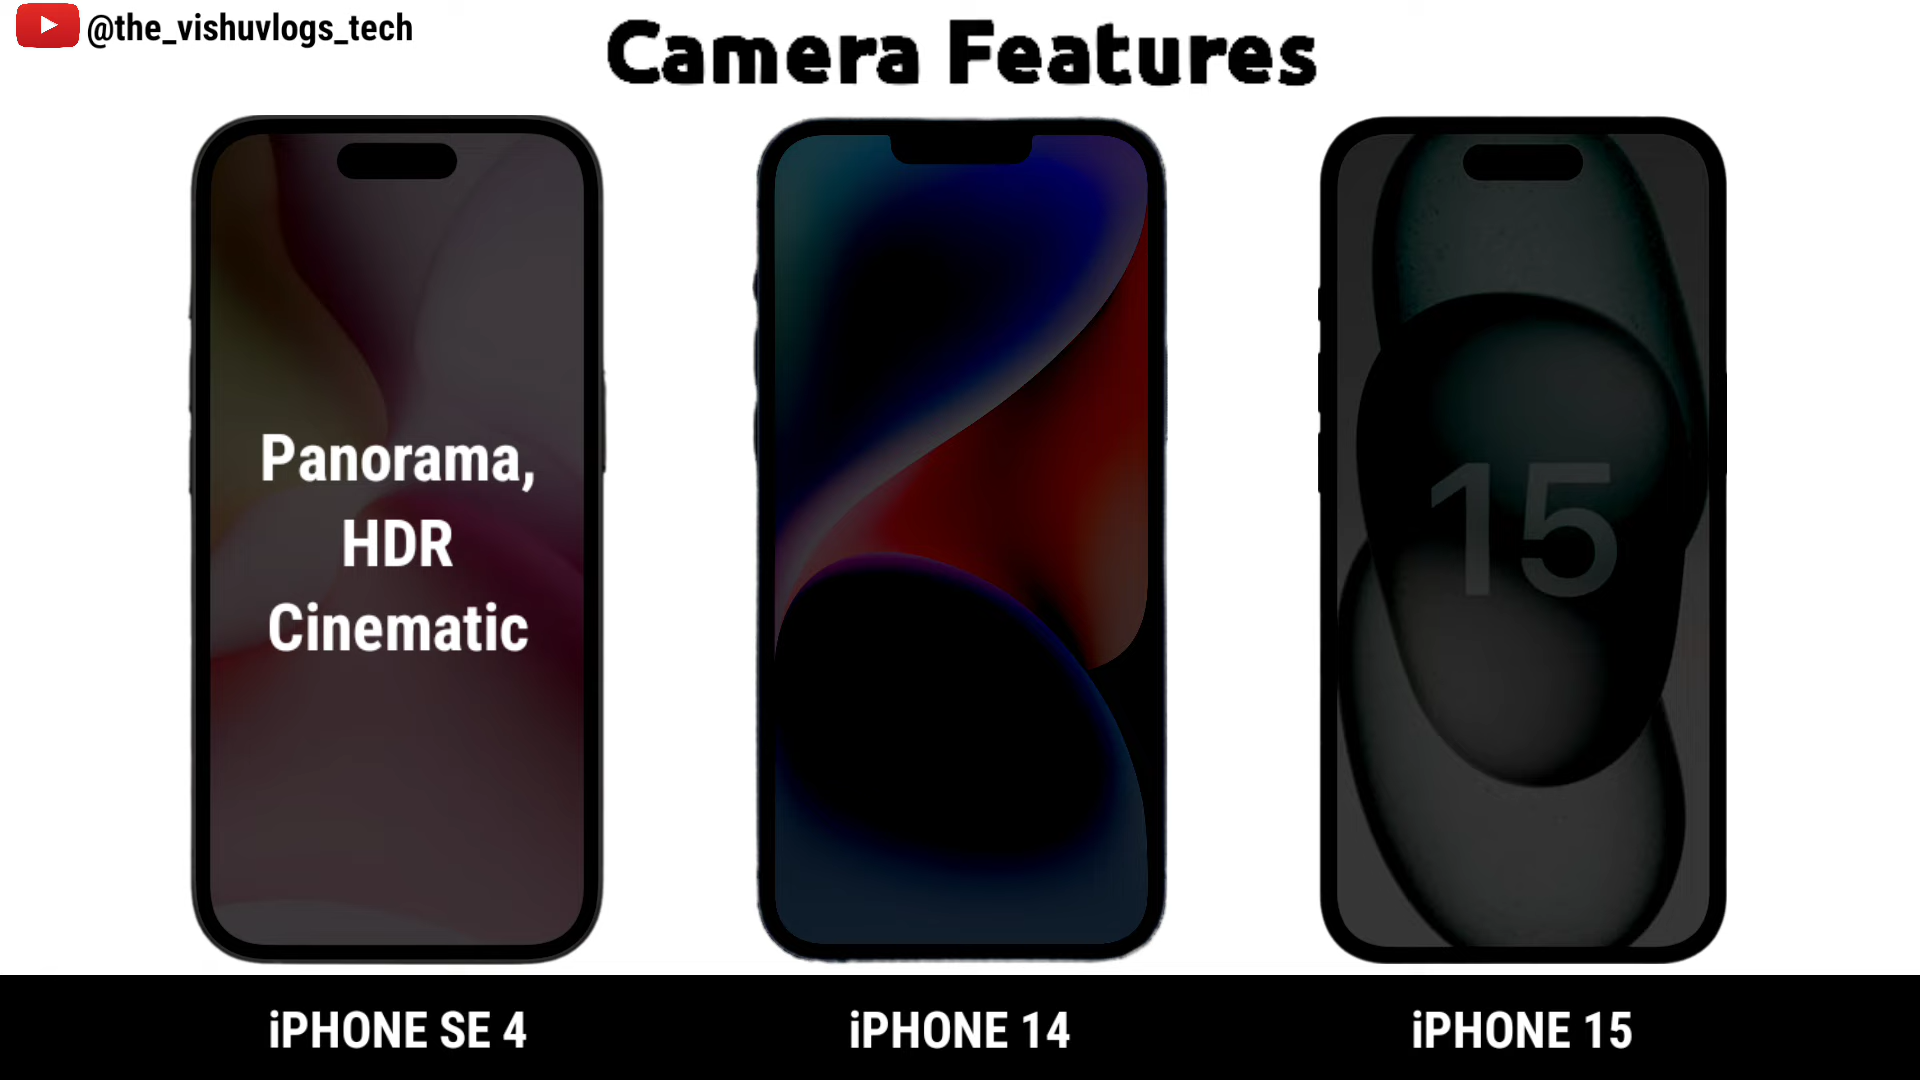 @the_vishuvlogs_tech
Camera Features
Panorama,
HDR
Cinematic
15
iPHONE SE 4
iPHONE 14
iPHONE 15